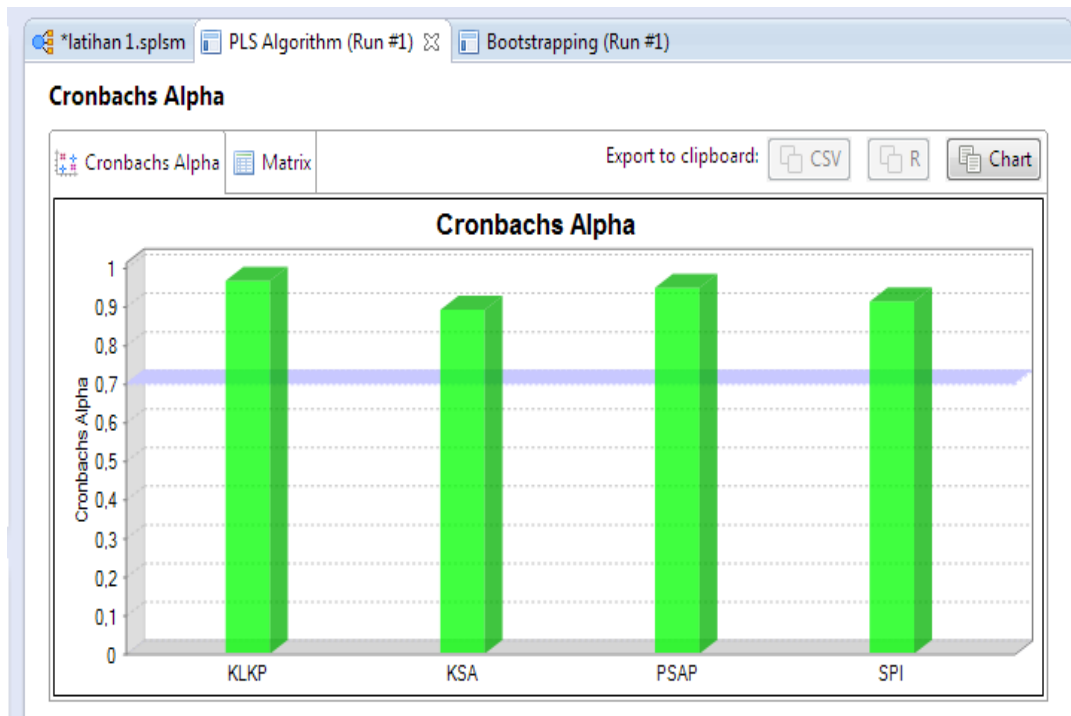 *latihan 1.splsm PLS Algorithm (Run #1) Bootstrapping (Run #1)
Cronbachs Alpha
Cronbachs Alpha Matrix Export to clipboard: CSV R Chart
Cronbachs Alpha
Cronbachs Alpha
1
0,9
0,8
0,7
0,6
0,5
0,4
0,3
0,2
0,1
0
KLKP KSA PSAP SPI